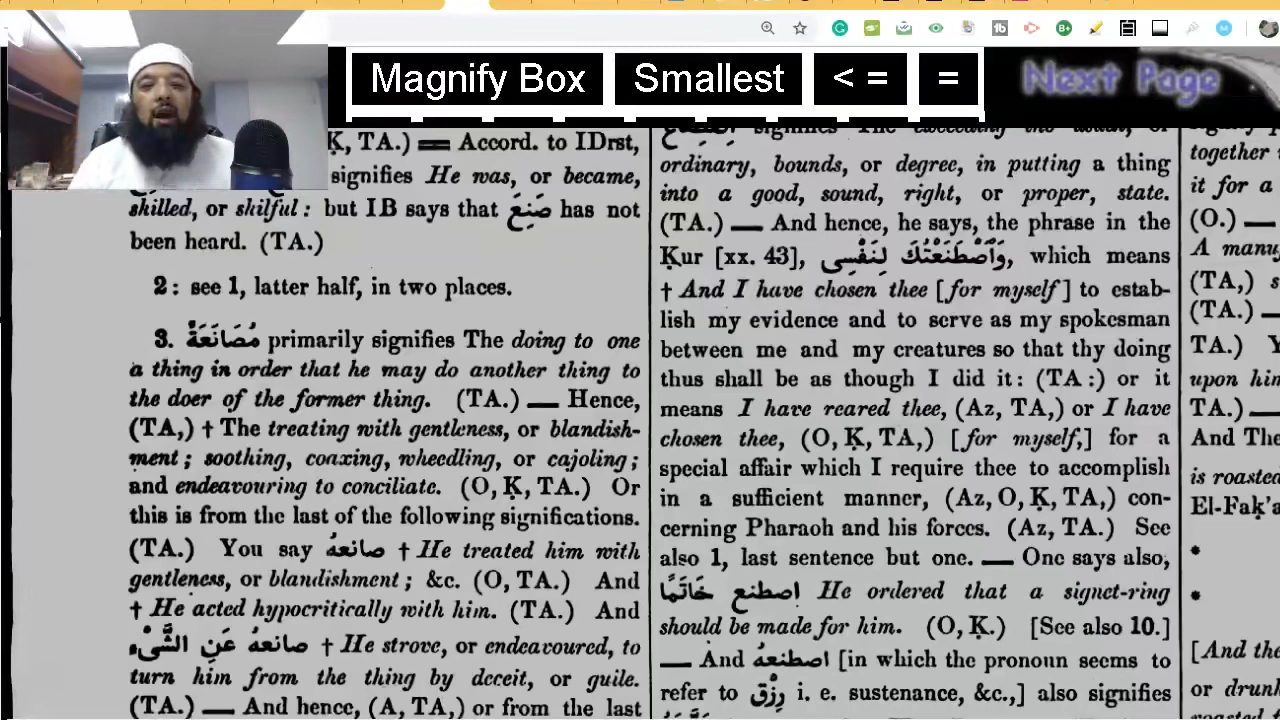 Magnify Box
Smallest
< =
=
Next Page
Ḳ, TA.) — Accord. to IDrst,
signifies He was, or became,
skilled, or skilful: but IB says that صَنِعَ has not
been heard. (TA.)
2: see 1, latter half, in two places.
3. مُصَانَعَةٌ primarily signifies The doing to one
a thing in order that he may do another thing to
the doer of the former thing. (TA.) — Hence,
(TA,) † The treating with gentleness, or blandish-
ment; soothing, coaxing, wheedling, or cajoling;
and endeavouring to conciliate. (O, Ḳ, TA.) Or
this is from the last of the following significations.
(TA.) You say صانعهُ † He treated him with
gentleness, or blandishment; &c. (O, TA.) And
† He acted hypocritically with him. (TA.) And
صانعهُ عَنِ الشَّىْءِ † He strove, or endeavoured, to
turn him from the thing by deceit, or guile.
(TA.) — And hence, (A, TA,) or from the last
signifies The exceeding the usual, or
ordinary, bounds, or degree, in putting a thing
into a good, sound, right, or proper, state.
(TA.) — And hence, he says, the phrase in the
Ḳur [xx. 43], وَٱصْطَنَعْتُكَ لِنَفْسِى, which means
† And I have chosen thee [for myself] to estab-
lish my evidence and to serve as my spokesman
between me and my creatures so that thy doing
thus shall be as though I did it: (TA:) or it
means I have reared thee, (Az, TA,) or I have
chosen thee, (O, Ḳ, TA,) [for myself,] for a
special affair which I require thee to accomplish
in a sufficient manner, (Az, O, Ḳ, TA,) con-
cerning Pharaoh and his forces. (Az, TA.) See
also 1, last sentence but one. — One says also,
اصطنع خَاتَمًا He ordered that a signet-ring
should be made for him. (O, Ḳ.) [See also 10.]
— And اصطنعهُ [in which the pronoun seems to
refer to رِزْق i. e. sustenance, &c.,] also signifies
together
it for a
(O.) —
A manu
(TA,) s
(TA.) —
TA.) Y
upon him
TA.) —
And The
is roasted
El-Faḳ'a
*
*
[And the
or drunk